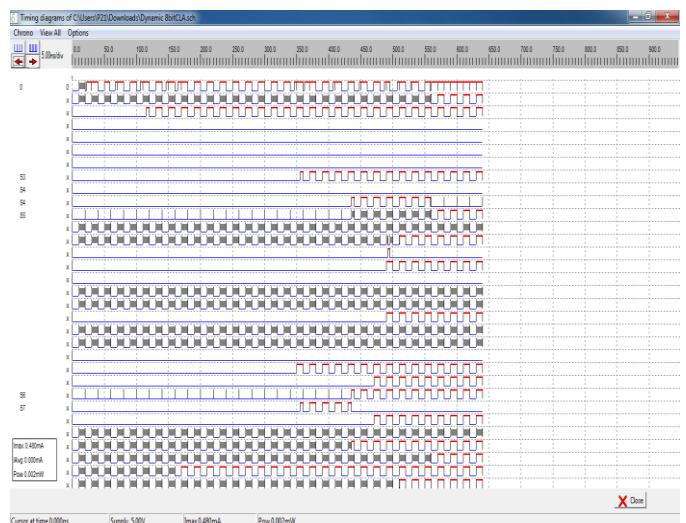 Timing diagrams of C:\Users\P21\Downloads\Dynamic 8bitCLA.sch
Chrono View All Options
5.00ns/div
0.0 50.0 100.0 150.0 200.0 250.0 300.0 350.0 400.0 450.0 500.0 550.0 600.0 650.0 700.0 750.0 800.0 850.0 900.0
0 0
x
x
x
x
x
x
S3 x
S4 x
S4 x
S5 x
x
x
x
x
x
x
x
x
x
x
x
x
x
S6 x
S7 x
x
x
Imax 0.480mA x
IAvg 0.000mA x
Pow 0.002mW x
x
Close
Cursor at time 0.000ns Supply 5.00V Imax 0.480mA Pow 0.002mW